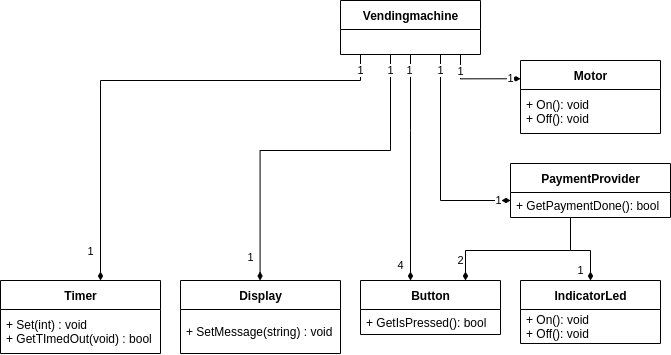 Vendingmachine
1
1
1
1
1
1
Motor
+ On(): void
+ Off(): void
PaymentProvider
+ GetPaymentDone(): bool
1
1
1
4
2
1
Timer
+ Set(int) : void
+ GetTImedOut(void) : bool
Display
+ SetMessage(string) : void
Button
+ GetIsPressed(): bool
IndicatorLed
+ On(): void
+ Off(): void